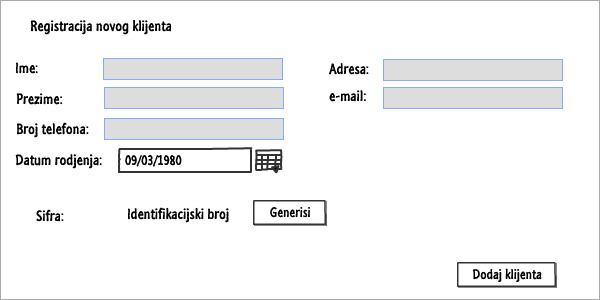 Registracija novog klijenta
Ime:
Adresa:
Prezime:
e-mail:
Broj telefona:
Datum rodjenja: 09/03/1980
Sifra: Identifikacijski broj Generisi
Dodaj klijenta